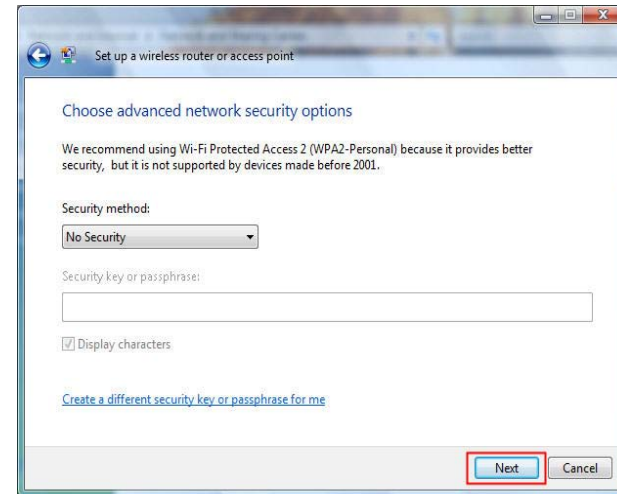 Set up a wireless router or access point
Choose advanced network security options
We recommend using Wi-Fi Protected Access 2 (WPA2-Personal) because it provides better
security, but it is not supported by devices made before 2001.
Security method:
No Security
Security key or passphrase:
Display characters
Create a different security key or passphrase for me
Next
Cancel